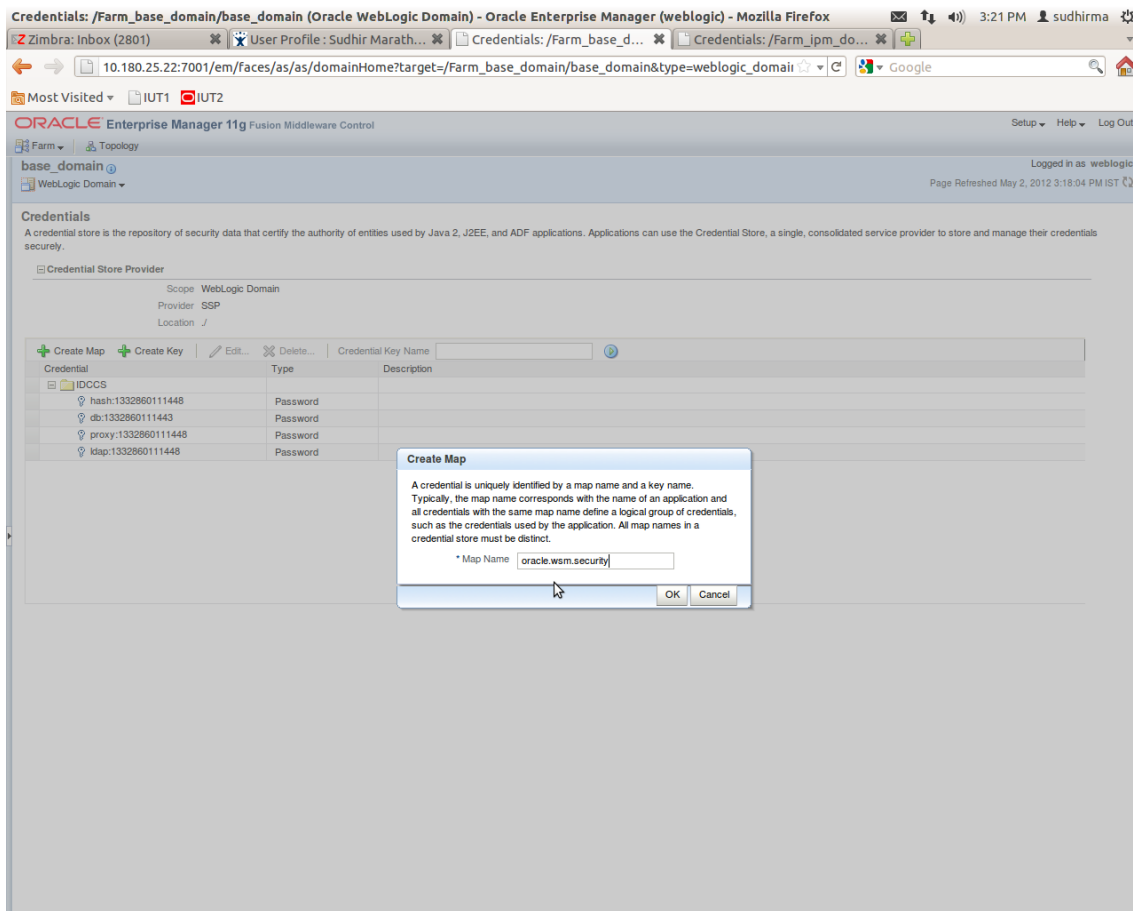 Credentials: /Farm_base_domain/base_domain (Oracle WebLogic Domain) - Oracle Enterprise Manager (weblogic) - Mozilla Firefox 3:21 PM sudhirma
Z Zimbra: Inbox (2801) User Profile : Sudhir Marath... Credentials: /Farm_base_d... Credentials: /Farm_ipm_do...
10.180.25.22:7001/em/faces/as/as/domainHome?target=/Farm_base_domain/base_domain&type=weblogic_domain Google
Most Visited IUT1 IUT2
ORACLE Enterprise Manager 11g Fusion Middleware Control Setup Help Log Out
Farm Topology
base_domain Logged in as weblogic
WebLogic Domain Page Refreshed May 2, 2012 3:18:04 PM IST
Credentials
A credential store is the repository of security data that certify the authority of entities used by Java 2, J2EE, and ADF applications. Applications can use the Credential Store, a single, consolidated service provider to store and manage their credentials
securely.
Credential Store Provider
Scope WebLogic Domain
Provider SSP
Location ./
Create Map Create Key Edit... Delete... Credential Key Name
Credential Type Description
IDCCS
hash:1332860111448 Password
db:1332860111443 Password
proxy:1332860111448 Password
ldap:1332860111448 Password
Create Map
A credential is uniquely identified by a map name and a key name.
Typically, the map name corresponds with the name of an application and
all credentials with the same map name define a logical group of credentials,
such as the credentials used by the application. All map names in a
credential store must be distinct.
* Map Name oracle.wsm.security
OK Cancel